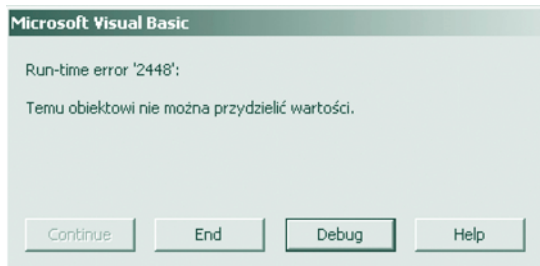 Microsoft Visual Basic
Run-time error '2448':
Temu obiektowi nie można przydzielić wartości.
Continue End Debug Help